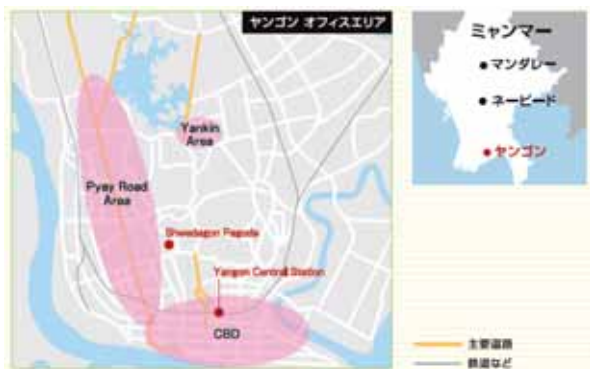 ヤンゴン オフィスエリア
Yankin
Area
Pyay Road
Area
Shwedagon Pagoda
Yangon Central Station
CBD
ミャンマー
マンダレー
ネーピードー
ヤンゴン
主要道路
鉄道など